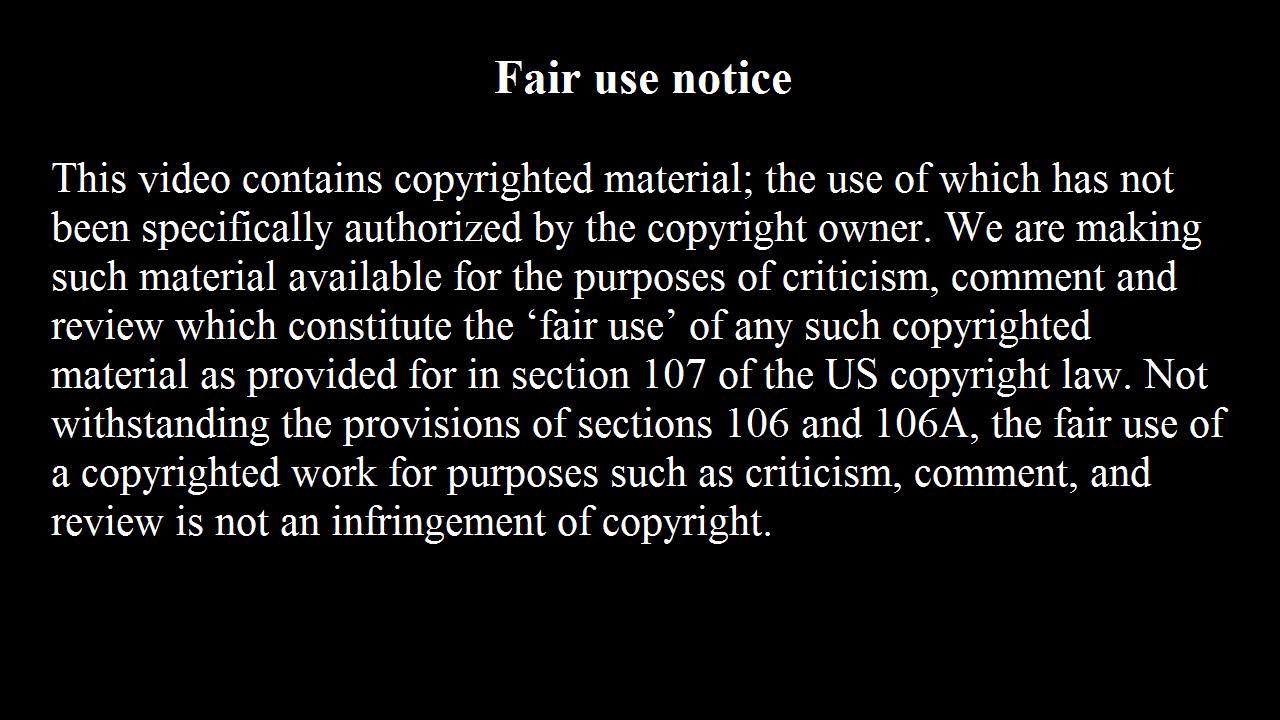 Fair use notice
This video contains copyrighted material; the use of which has not
been specifically authorized by the copyright owner. We are making
such material available for the purposes of criticism, comment and
review which constitute the ‘fair use’ of any such copyrighted
material as provided for in section 107 of the US copyright law. Not
withstanding the provisions of sections 106 and 106A, the fair use of
a copyrighted work for purposes such as criticism, comment, and
review is not an infringement of copyright.